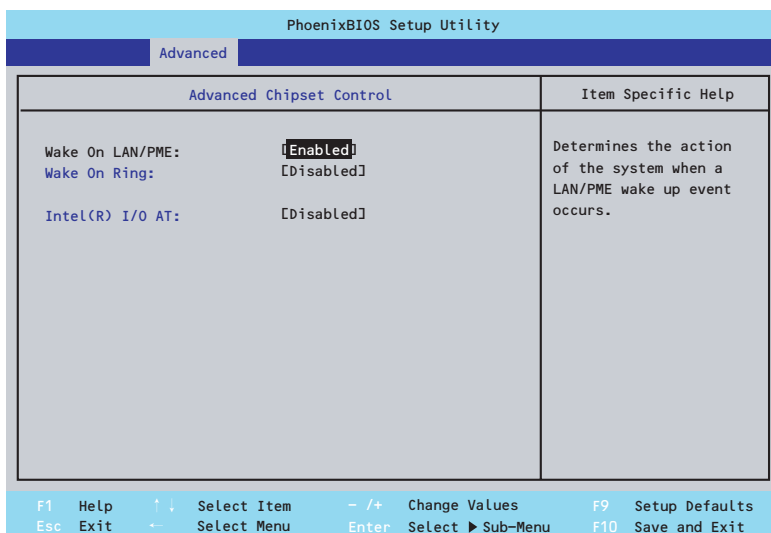 PhoenixBIOS Setup Utility
Advanced
Advanced Chipset Control
Item Specific Help
Wake On LAN/PME: [Enabled]
Wake On Ring: [Disabled]
Intel(R) I/O AT: [Disabled]
Determines the action
of the system when a
LAN/PME wake up event
occurs.
F1 Help ↑↓ Select Item - /+ Change Values F9 Setup Defaults
Esc Exit ← Select Menu Enter Select ▶ Sub-Menu F10 Save and Exit